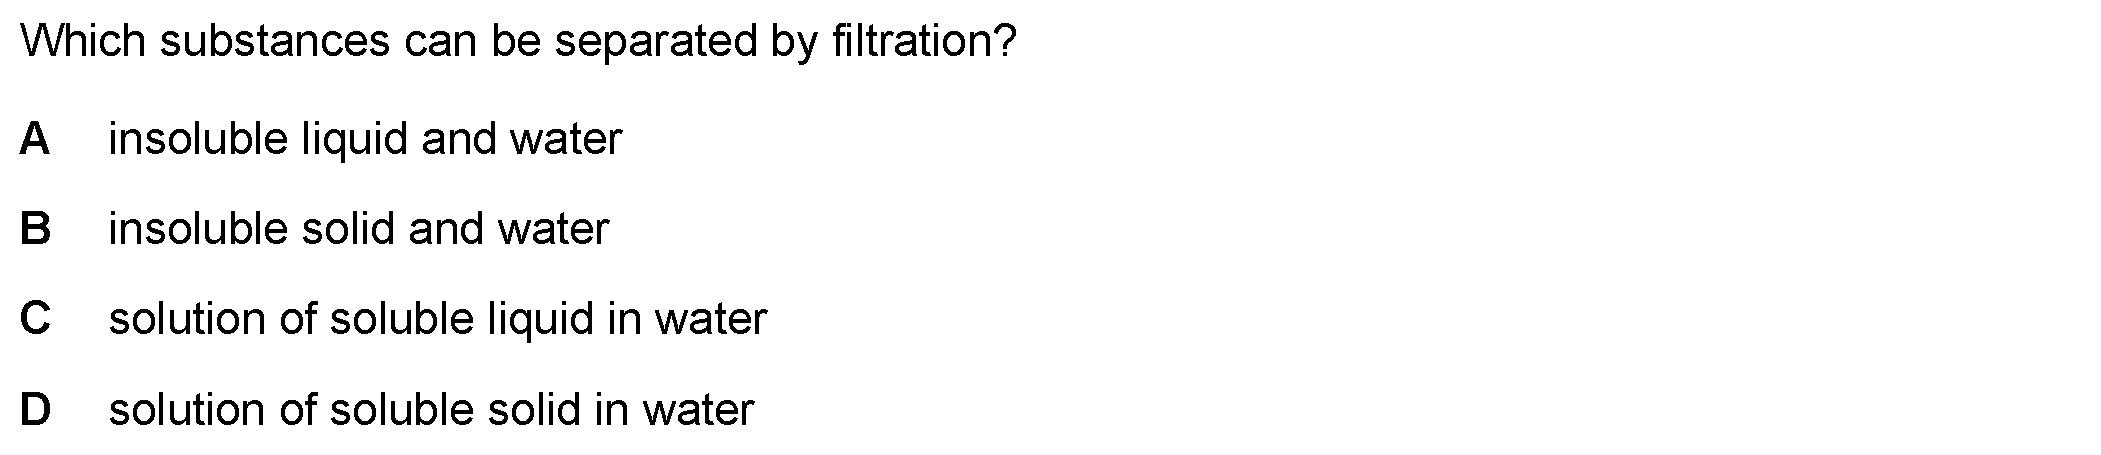 Which substances can be separated by filtration?
A insoluble liquid and water
B insoluble solid and water
C solution of soluble liquid in water
D solution of soluble solid in water